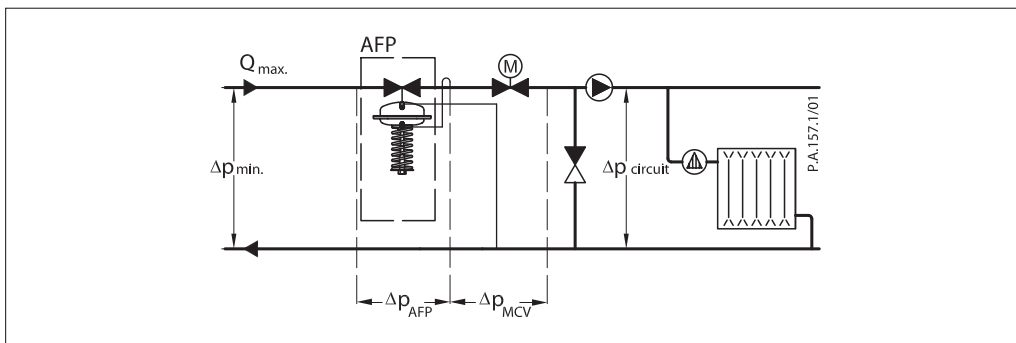 AFP
Q max.
M
Δp min.
Δp circuit
P.A.157.1/01
Δp AFP
Δp MCV